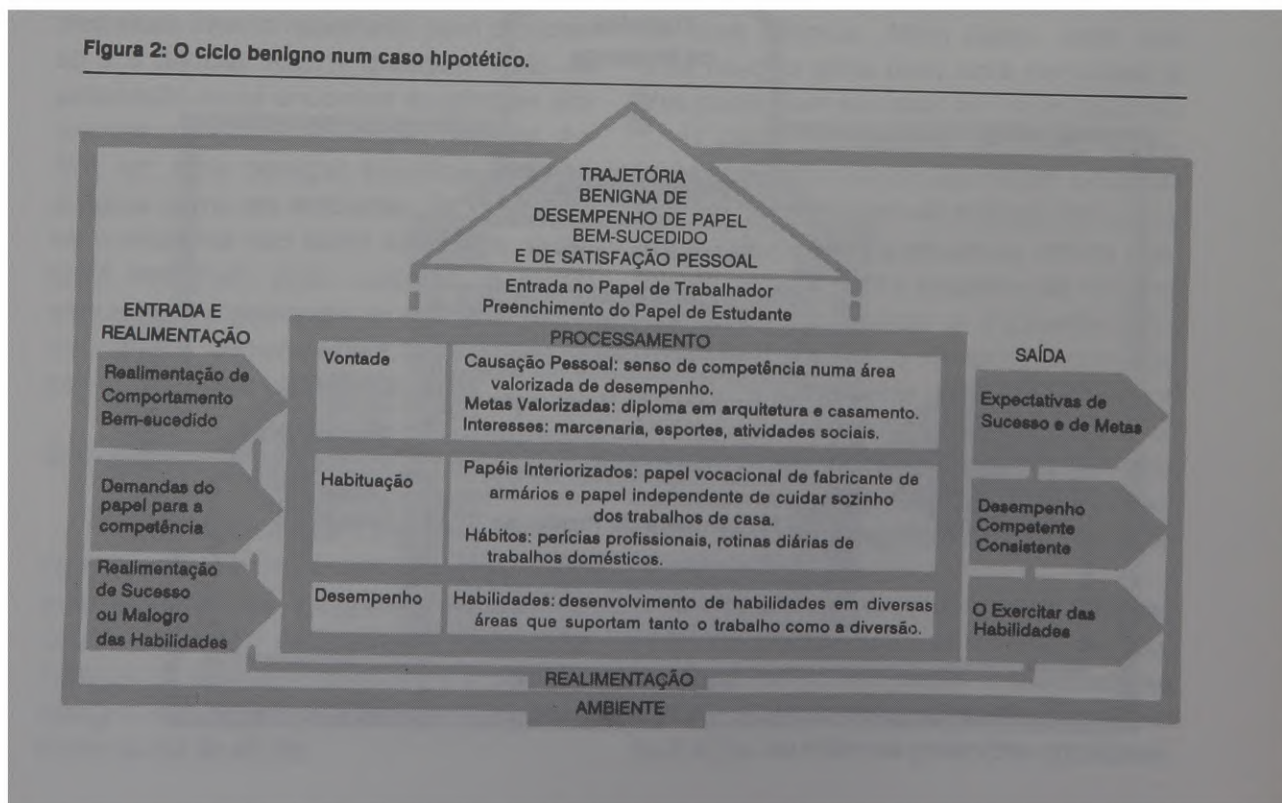 Figura 2: O ciclo benigno num caso hipotético.
TRAJETÓRIA
BENIGNA DE
DESEMPENHO DE PAPEL
BEM-SUCEDIDO
E DE SATISFAÇÃO PESSOAL
Entrada no Papel de Trabalhador
Preenchimento do Papel de Estudante
ENTRADA E
REALIMENTAÇÃO
Realimentação de
Comportamento
Bem-sucedido
Demandas do
papel para a
competência
Realimentação
de Sucesso
ou Malogro
das Habilidades
PROCESSAMENTO
Vontade
Causação Pessoal: senso de competência numa área
valorizada de desempenho.
Metas Valorizadas: diploma em arquitetura e casamento.
Interesses: marcenaria, esportes, atividades sociais.
Habituação
Papéis Interiorizados: papel vocacional de fabricante de
armários e papel independente de cuidar sozinho
dos trabalhos de casa.
Hábitos: perícias profissionais, rotinas diárias de
trabalhos domésticos.
Desempenho
Habilidades: desenvolvimento de habilidades em diversas
áreas que suportam tanto o trabalho como a diversão.
SAÍDA
Expectativas de
Sucesso e de Metas
Desempenho
Competente
Consistente
O Exercitar das
Habilidades
REALIMENTAÇÃO
AMBIENTE